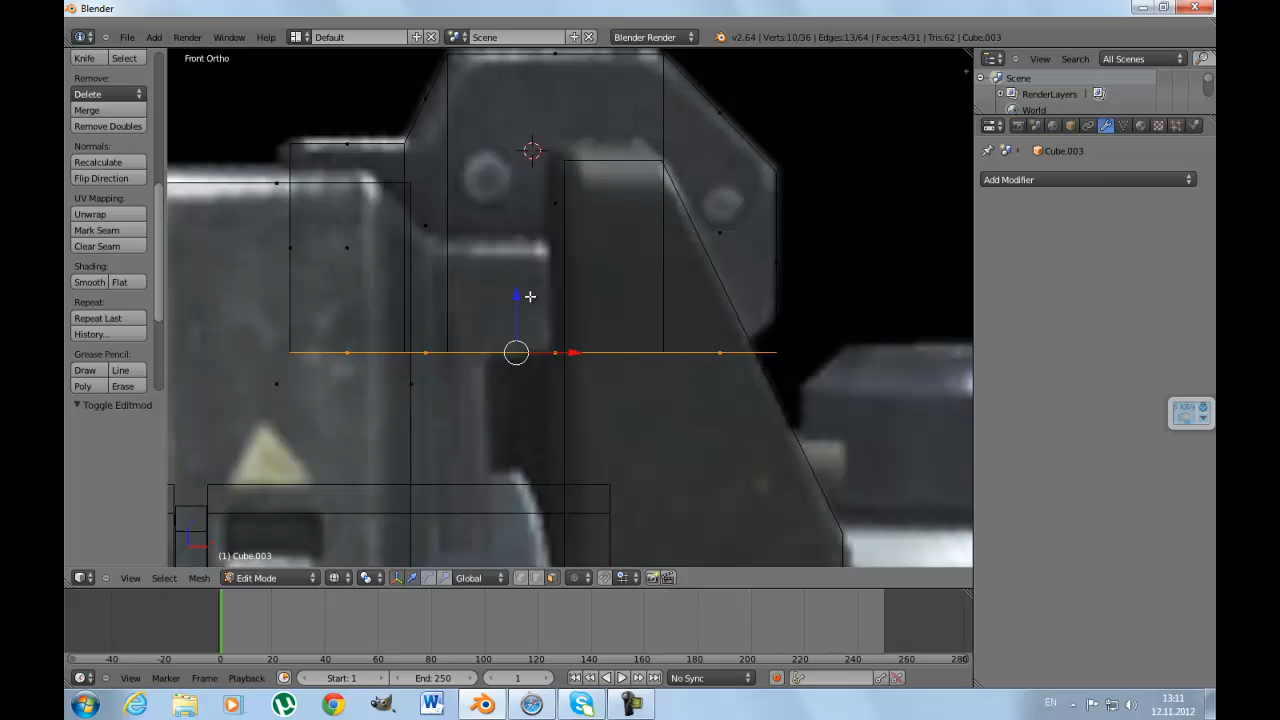 Blender
File Add Render Window Help Default Scene Blender Render v2.64 | Verts:10/36 | Edges:13/64 | Faces:4/31 | Tris:62 | Cube.003
Knife Select
Remove:
Delete
Merge
Remove Doubles
Normals:
Recalculate
Flip Direction
UV Mapping:
Unwrap
Mark Seam
Clear Seam
Shading:
Smooth Flat
Repeat:
Repeat Last
History...
Grease Pencil:
Draw Line
Poly Erase
Toggle Editmod
Front Ortho
(1) Cube.003
View Search All Scenes
Scene
RenderLayers
World
Cube.003
Add Modifier
View Select Mesh Edit Mode Global
-40 -20 0 20 40 60 80 100 120 140 160 180 200 220 240 260 280
View Marker Frame Playback Start: 1 End: 250 1 No Sync
EN 13:11
12.11.2012